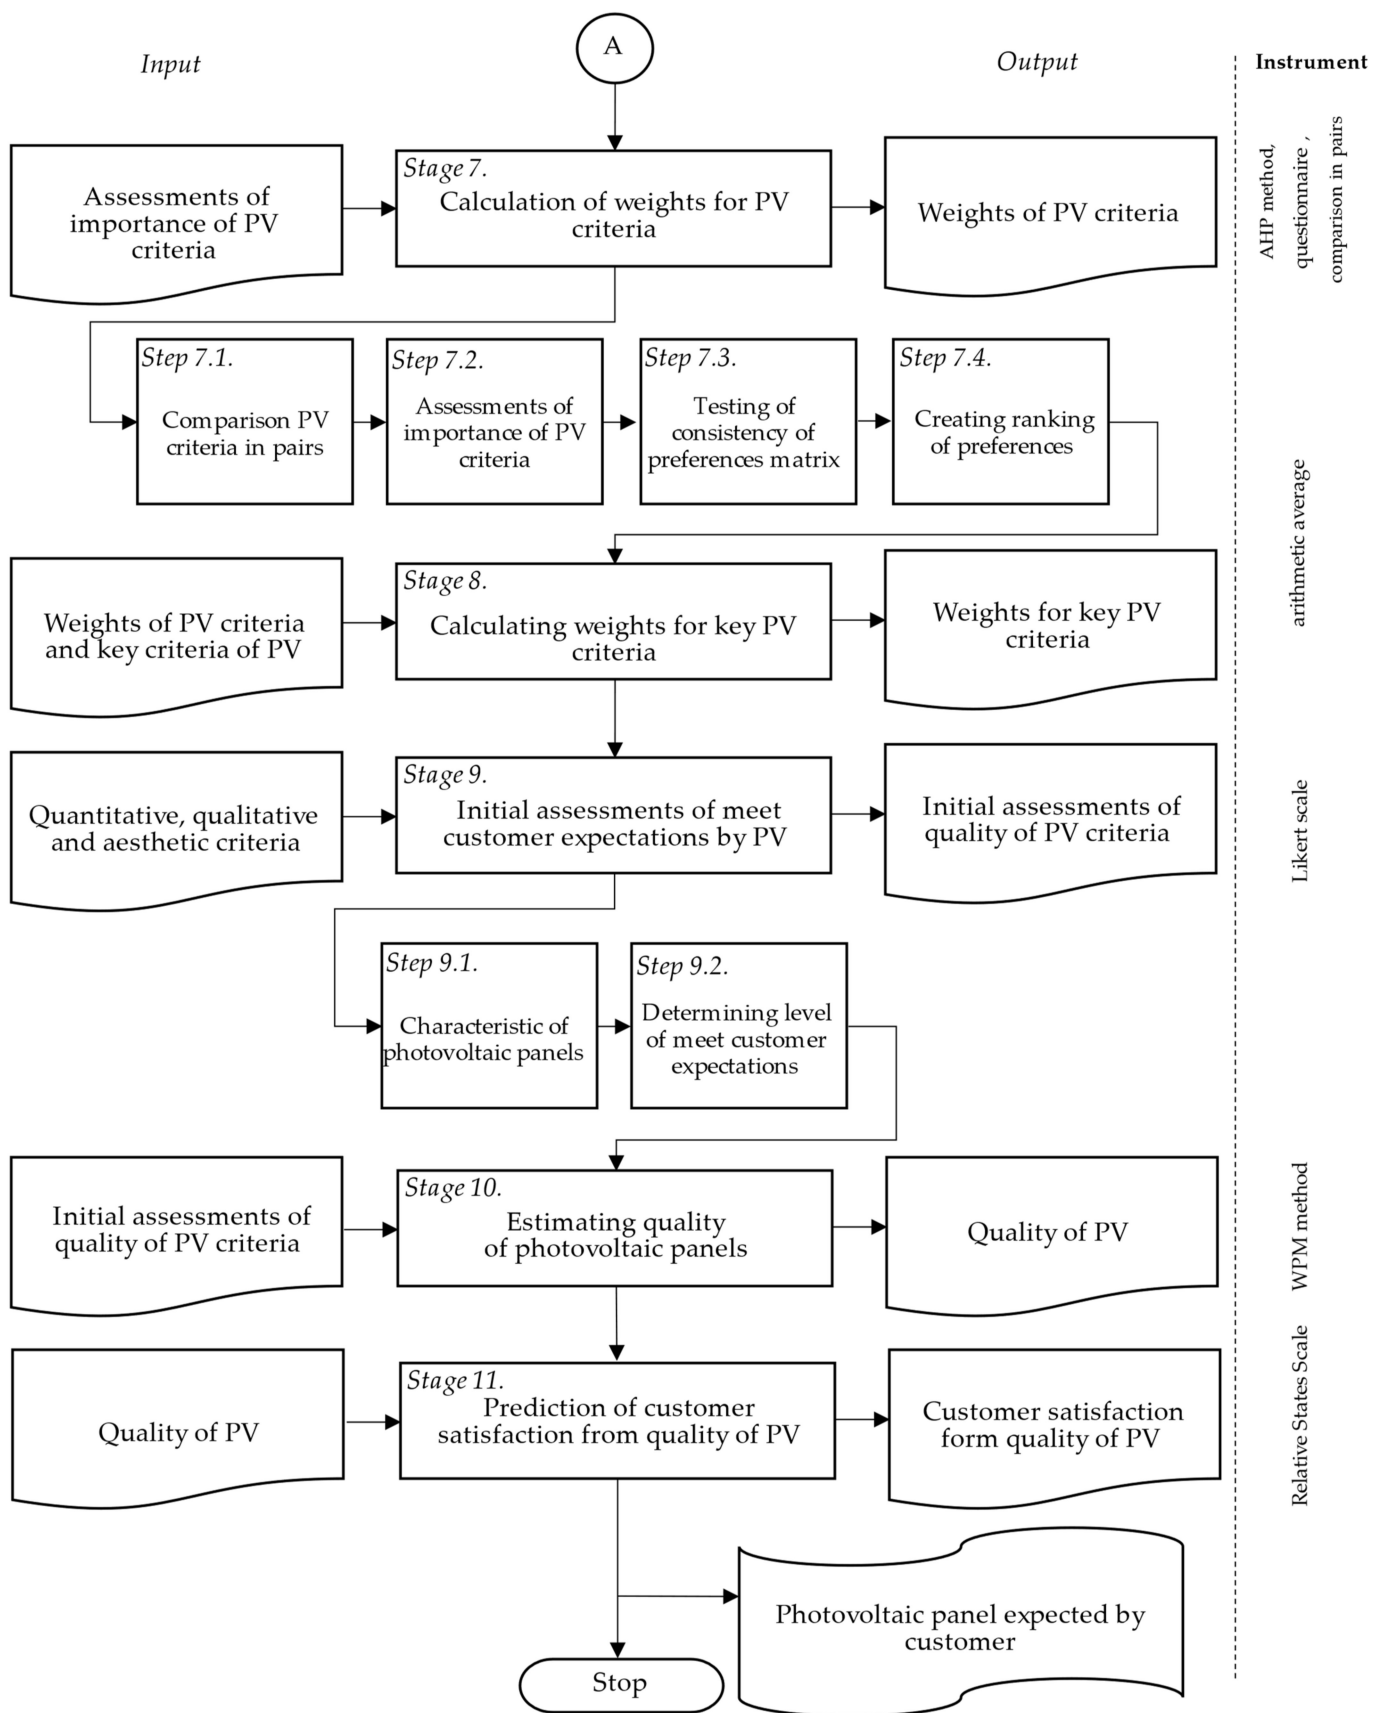 A
Input
Output
Instrument
Assessments of
importance of PV
criteria
Stage 7.
Calculation of weights for PV
criteria
Weights of PV criteria
AHP method,
questionnaire ,
comparison in pairs
Step 7.1.
Comparison PV
criteria in pairs
Step 7.2.
Assessments of
importance of PV
criteria
Step 7.3.
Testing of
consistency of
preferences matrix
Step 7.4.
Creating ranking
of preferences
Weights of PV criteria
and key criteria of PV
Stage 8.
Calculating weights for key PV
criteria
Weights for key PV
criteria
arithmetic average
Quantitative, qualitative
and aesthetic criteria
Stage 9.
Initial assessments of meet
customer expectations by PV
Initial assessments of
quality of PV criteria
Likert scale
Step 9.1.
Characteristic of
photovoltaic panels
Step 9.2.
Determining level
of meet customer
expectations
Initial assessments of
quality of PV criteria
Stage 10.
Estimating quality
of photovoltaic panels
Quality of PV
WPM method
Quality of PV
Stage 11.
Prediction of customer
satisfaction from quality of PV
Customer satisfaction
form quality of PV
Relative States Scale
Photovoltaic panel expected by
customer
Stop